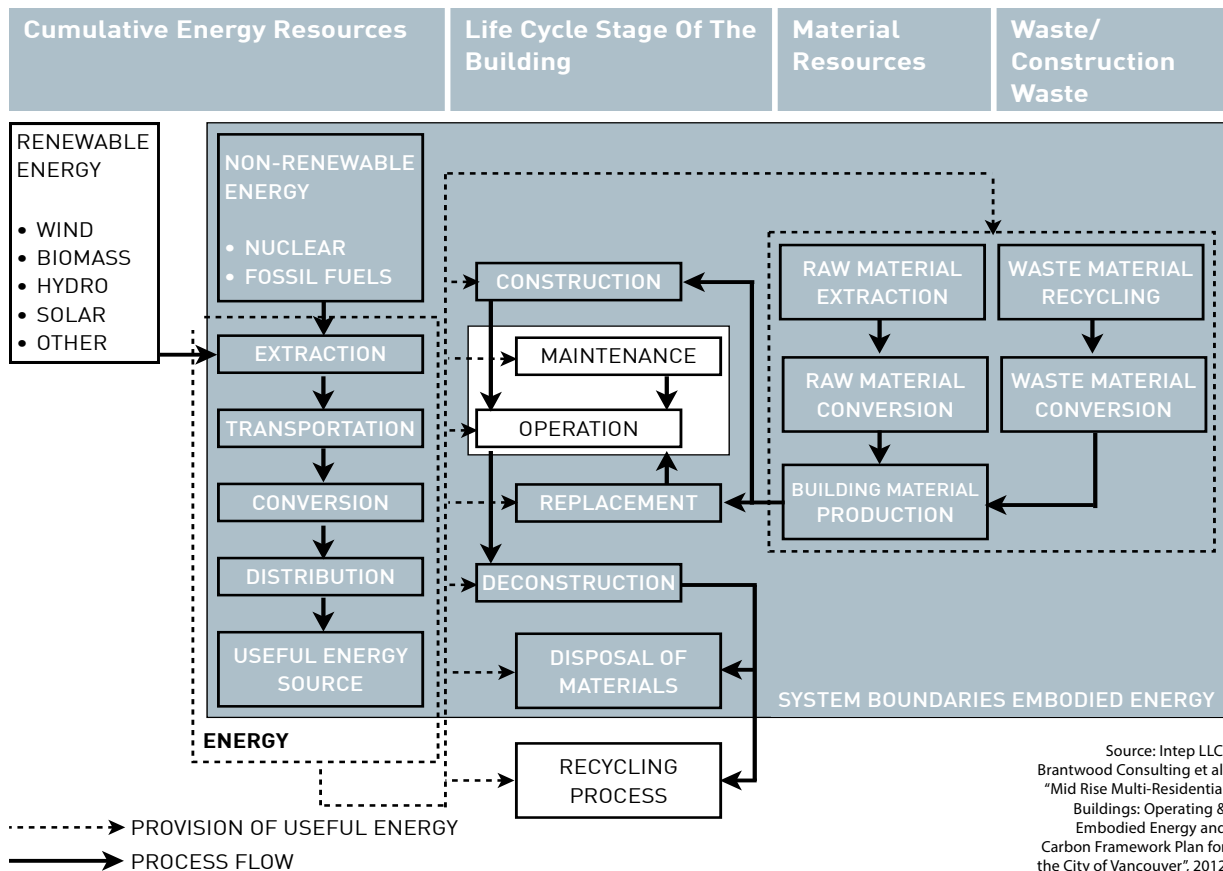 Cumulative Energy Resources
Life Cycle Stage Of The
Building
Material
Resources
Waste/
Construction
Waste
RENEWABLE
ENERGY
• WIND
• BIOMASS
• HYDRO
• SOLAR
• OTHER
NON-RENEWABLE
ENERGY
• NUCLEAR
• FOSSIL FUELS
EXTRACTION
TRANSPORTATION
CONVERSION
DISTRIBUTION
USEFUL ENERGY
SOURCE
ENERGY
CONSTRUCTION
MAINTENANCE
OPERATION
REPLACEMENT
DECONSTRUCTION
DISPOSAL OF
MATERIALS
RECYCLING
PROCESS
RAW MATERIAL
EXTRACTION
RAW MATERIAL
CONVERSION
BUILDING MATERIAL
PRODUCTION
WASTE MATERIAL
RECYCLING
WASTE MATERIAL
CONVERSION
SYSTEM BOUNDARIES EMBODIED ENERGY
PROVISION OF USEFUL ENERGY
PROCESS FLOW
Source: Intep LLC
Brantwood Consulting et al
“Mid Rise Multi-Residentia
Buildings: Operating &
Embodied Energy and
Carbon Framework Plan for
the City of Vancouver”. 2012